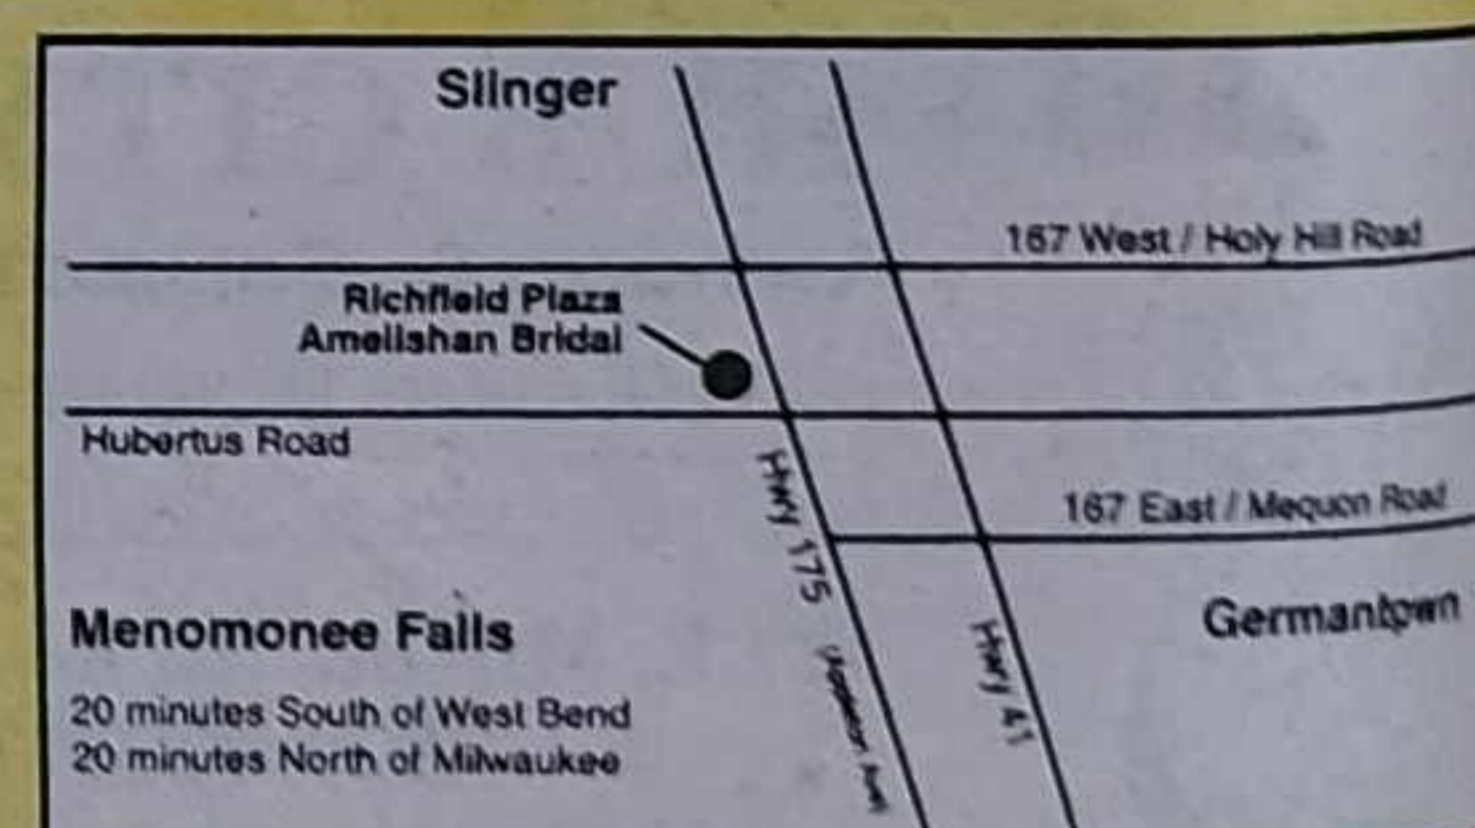 Slinger
167 West / Holy Hill Road
Richfield Plaza
Amelishan Bridal
Hubertus Road
Hwy 175
167 East / Mequon Road
Menomonee Falls
Germantown
Hwy 41
20 minutes South of West Bend
20 minutes North of Milwaukee